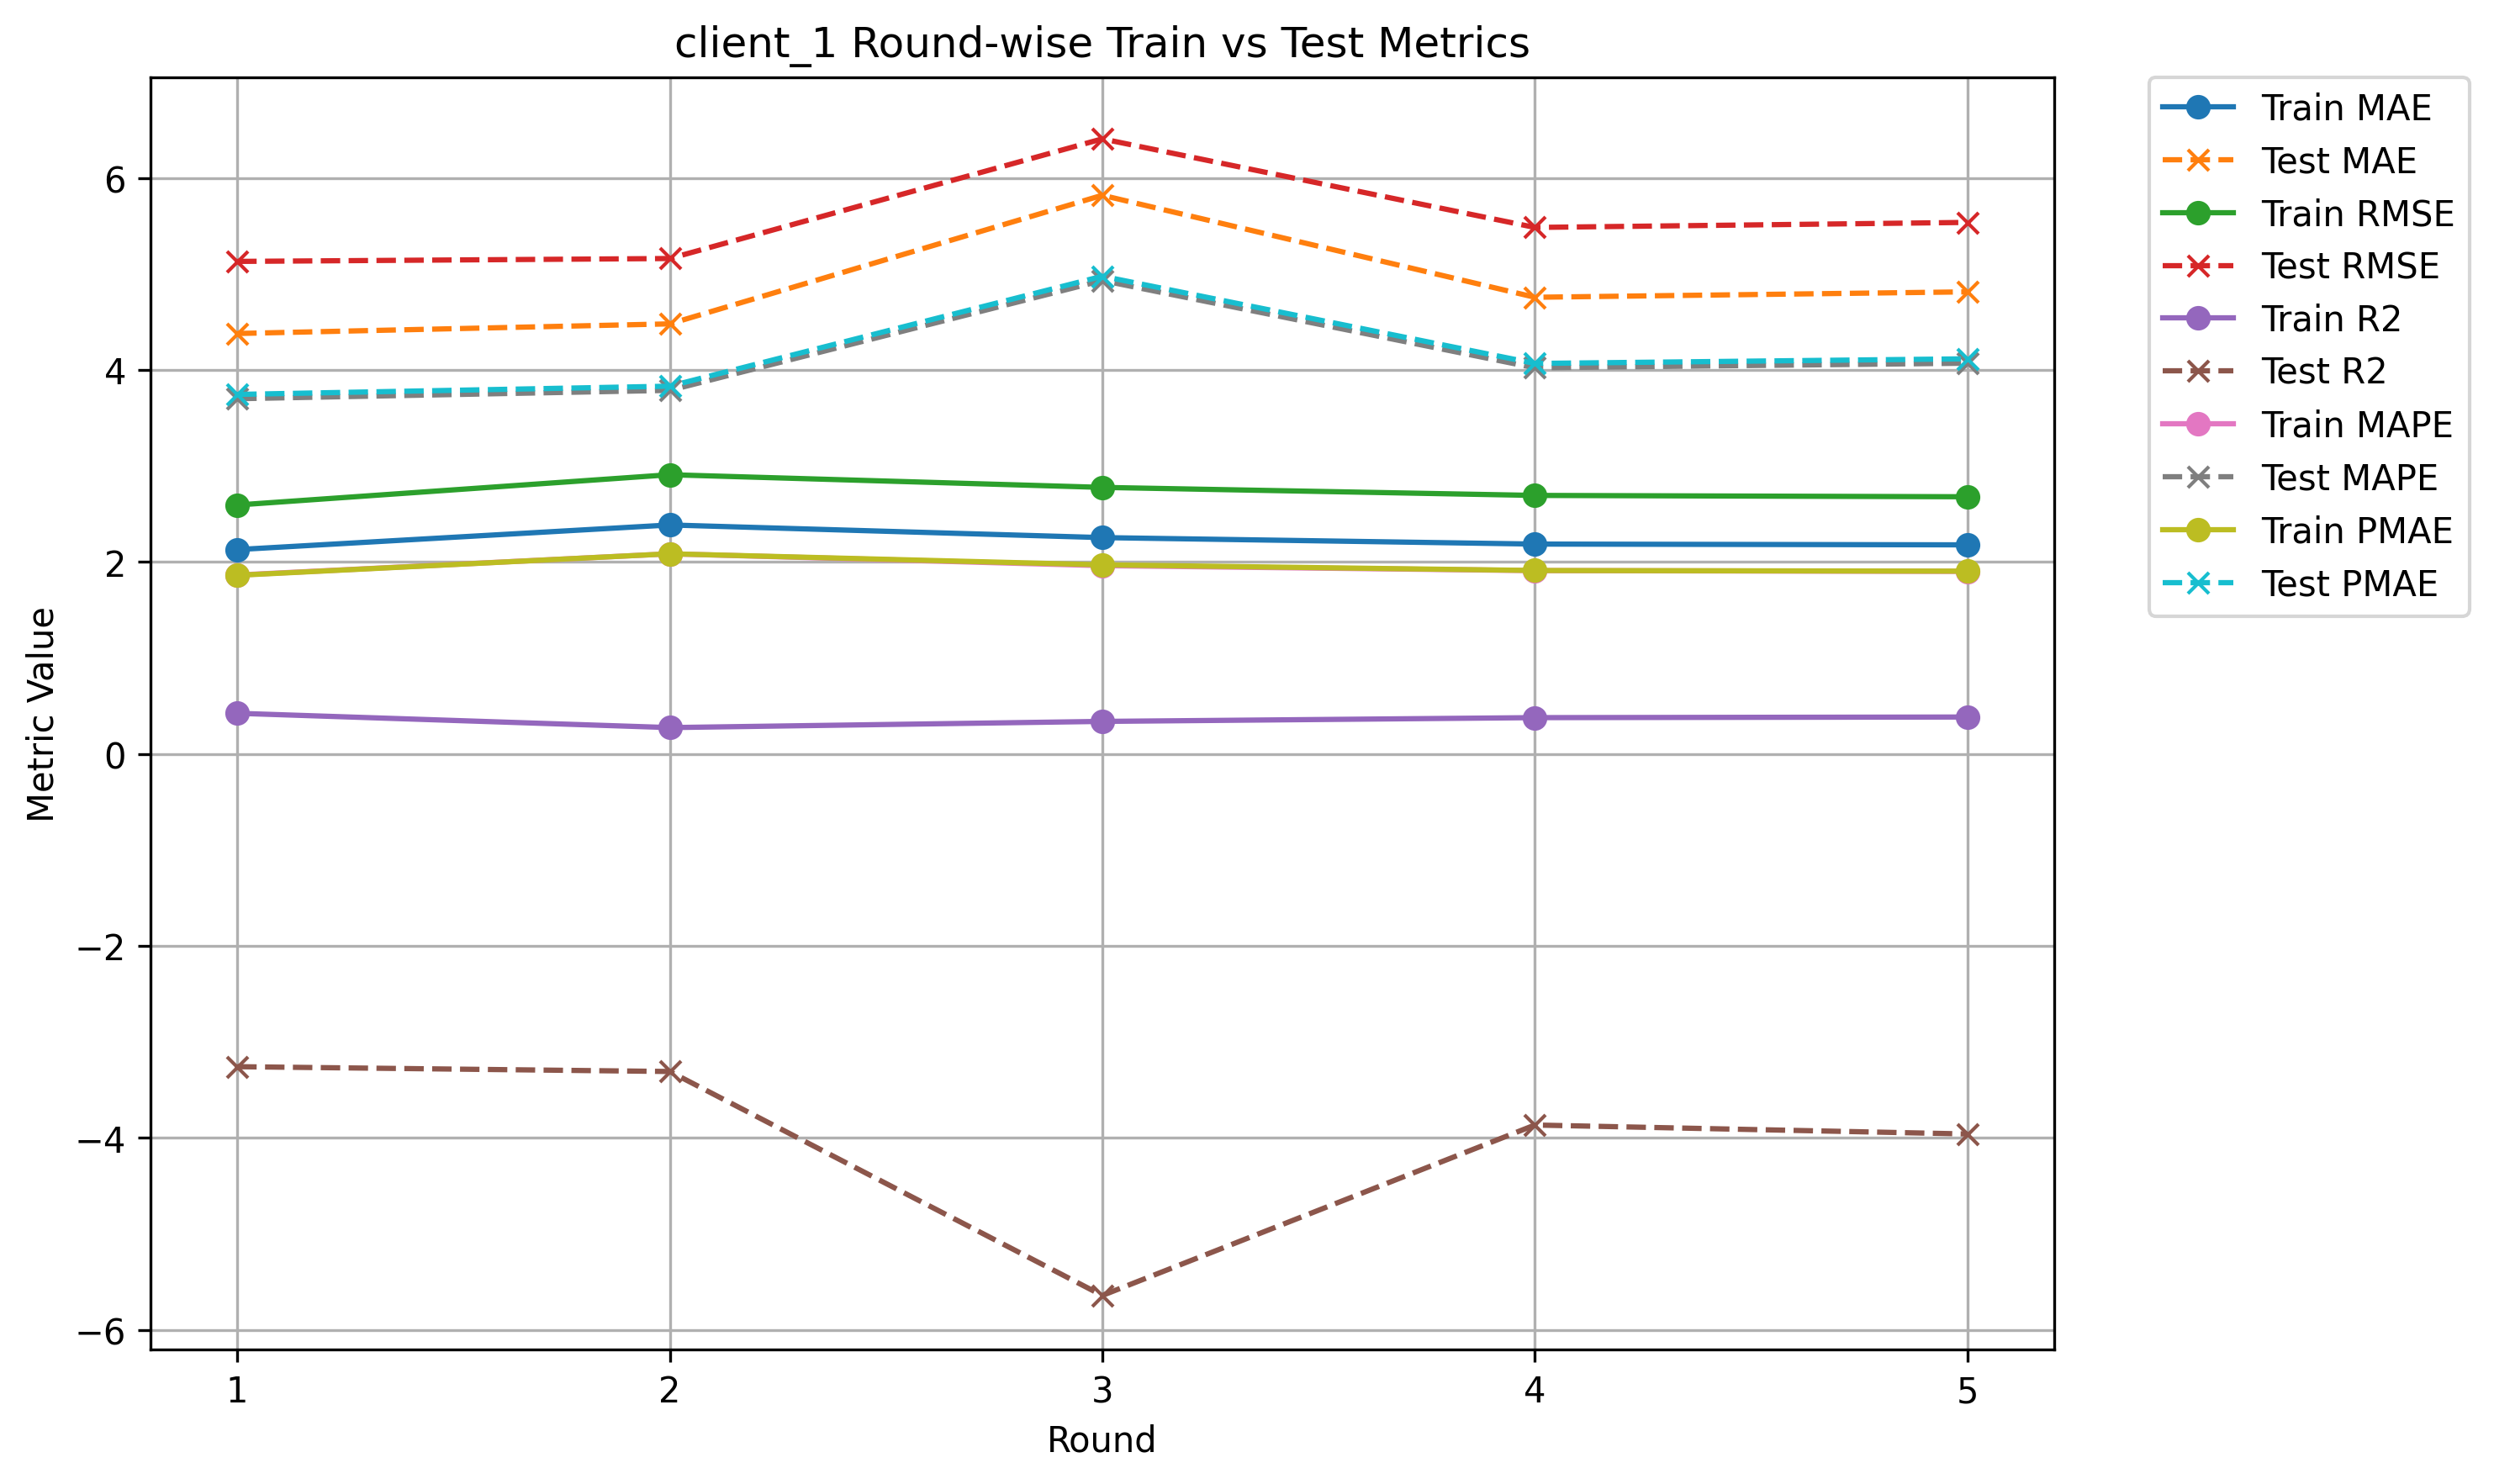 client_1 Round-wise Train vs Test Metrics
Metric Value
6
4
2
0
−2
−4
−6
1
2
3
4
5
Round
Train MAE
Test MAE
Train RMSE
Test RMSE
Train R2
Test R2
Train MAPE
Test MAPE
Train PMAE
Test PMAE